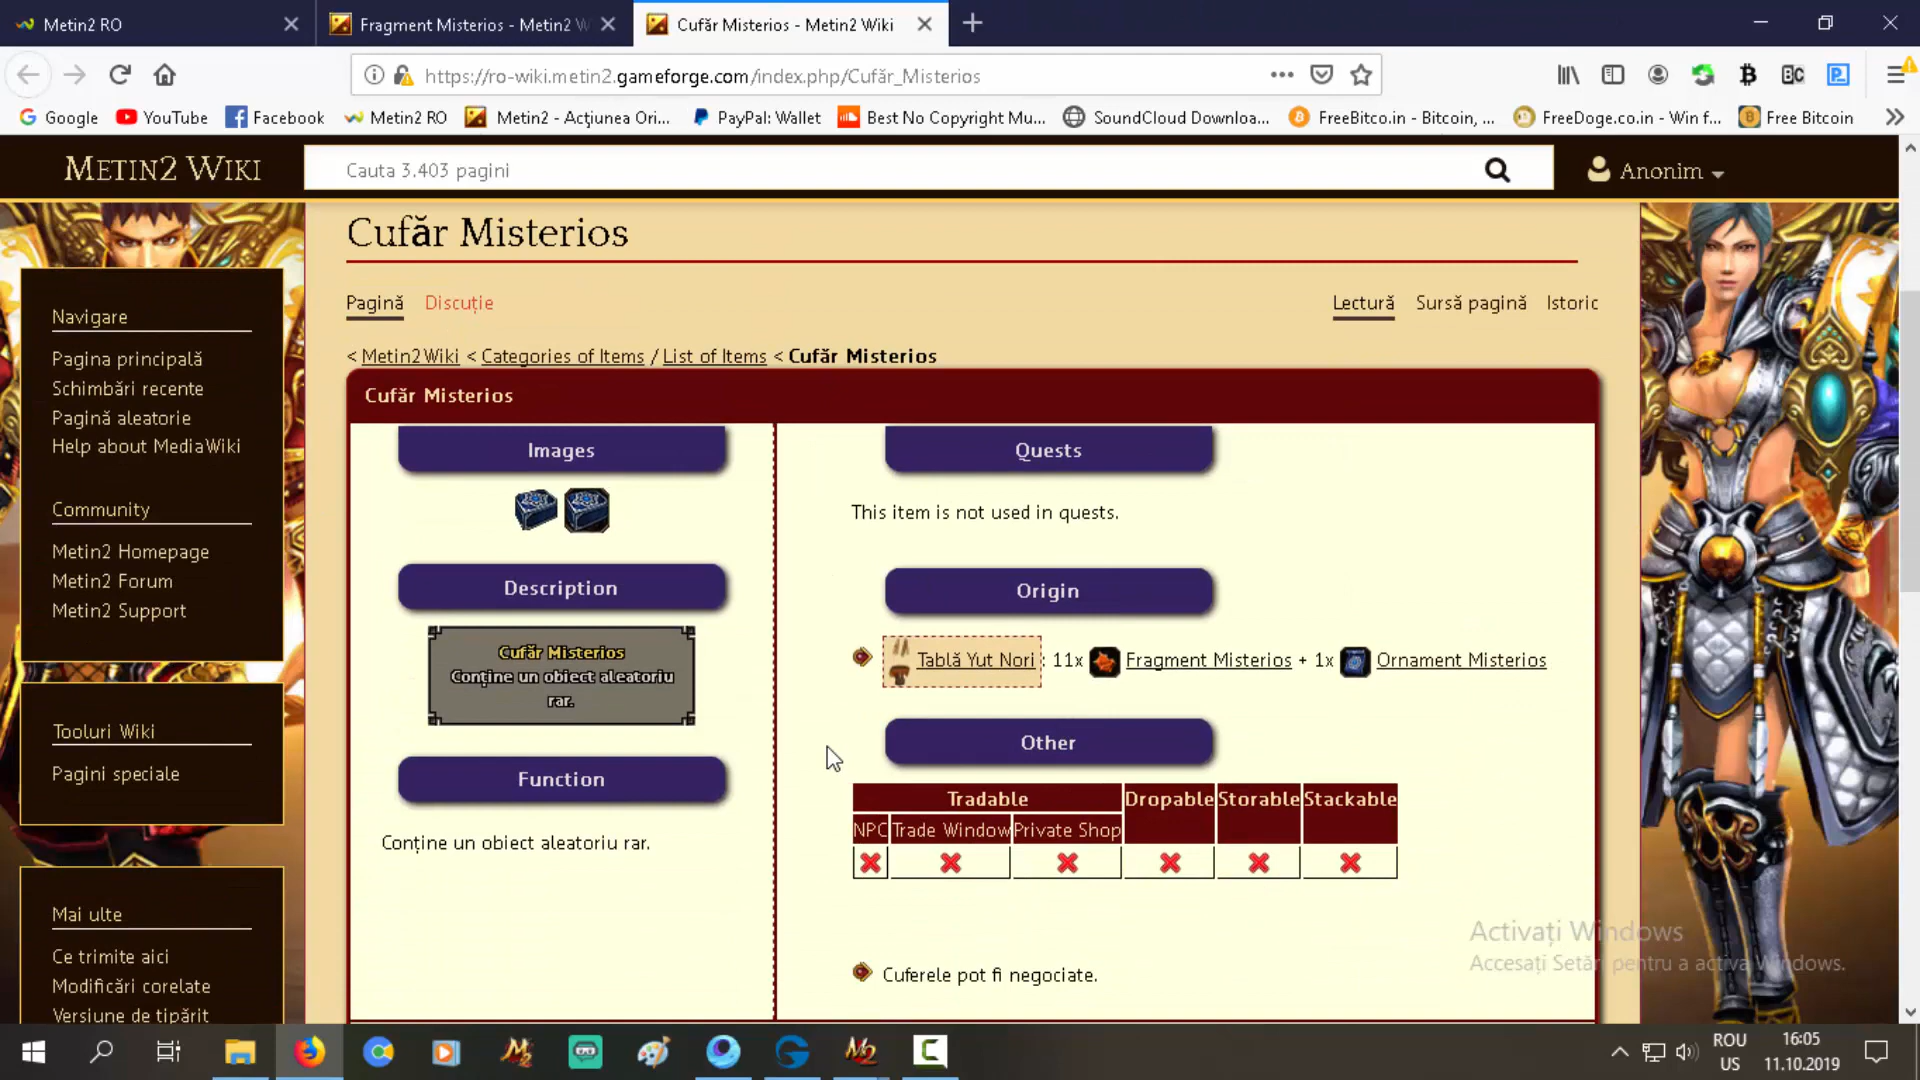 Metin2 RO
Fragment Misterios - Metin2 W
Cufăr Misterios - Metin2 Wiki
https://ro-wiki.metin2.gameforge.com/index.php/Cufăr_Misterios
Google
YouTube
Facebook
Metin2 RO
Metin2 - Acţiunea Ori...
PayPal: Wallet
Best No Copyright Mu...
SoundCloud Downloa...
FreeBitco.in - Bitcoin, ...
FreeDoge.co.in - Win f...
Free Bitcoin
Metin2 Wiki
Cauta 3.403 pagini
Anonim
Cufăr Misterios
Pagină
Discuție
Lectură
Sursă pagină
Istoric
< Metin2Wiki < Categories of Items / List of Items < Cufăr Misterios
Cufăr Misterios
Navigare
Pagina principală
Schimbări recente
Pagină aleatorie
Help about MediaWiki
Community
Metin2 Homepage
Metin2 Forum
Metin2 Support
Tooluri Wiki
Pagini speciale
Mai ulte
Ce trimite aici
Modificări corelate
Versiune de tipărit
Images
Description
Cufăr Misterios
Conține un obiect aleatoriu
rar.
Function
Conține un obiect aleatoriu rar.
Quests
This item is not used in quests.
Origin
Tablă Yut Nori: 11x Fragment Misterios + 1x Ornament Misterios
Other
Tradable
Dropable
Storable
Stackable
NPC
Trade Window
Private Shop
Cuferele pot fi negociate.
Activați Windows
Accesați Setări pentru a activa Windows.
ROU
US
16:05
11.10.2019